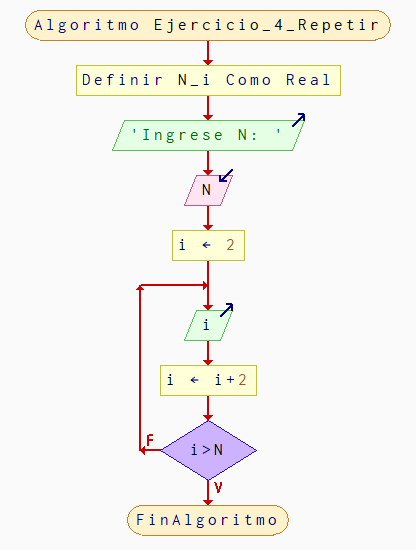 Algoritmo Ejercicio_4_Repetir
Definir N_i Como Real
'Ingrese N: '
N
i ← 2
i
i ← i+2
i>N
F
V
FinAlgoritmo